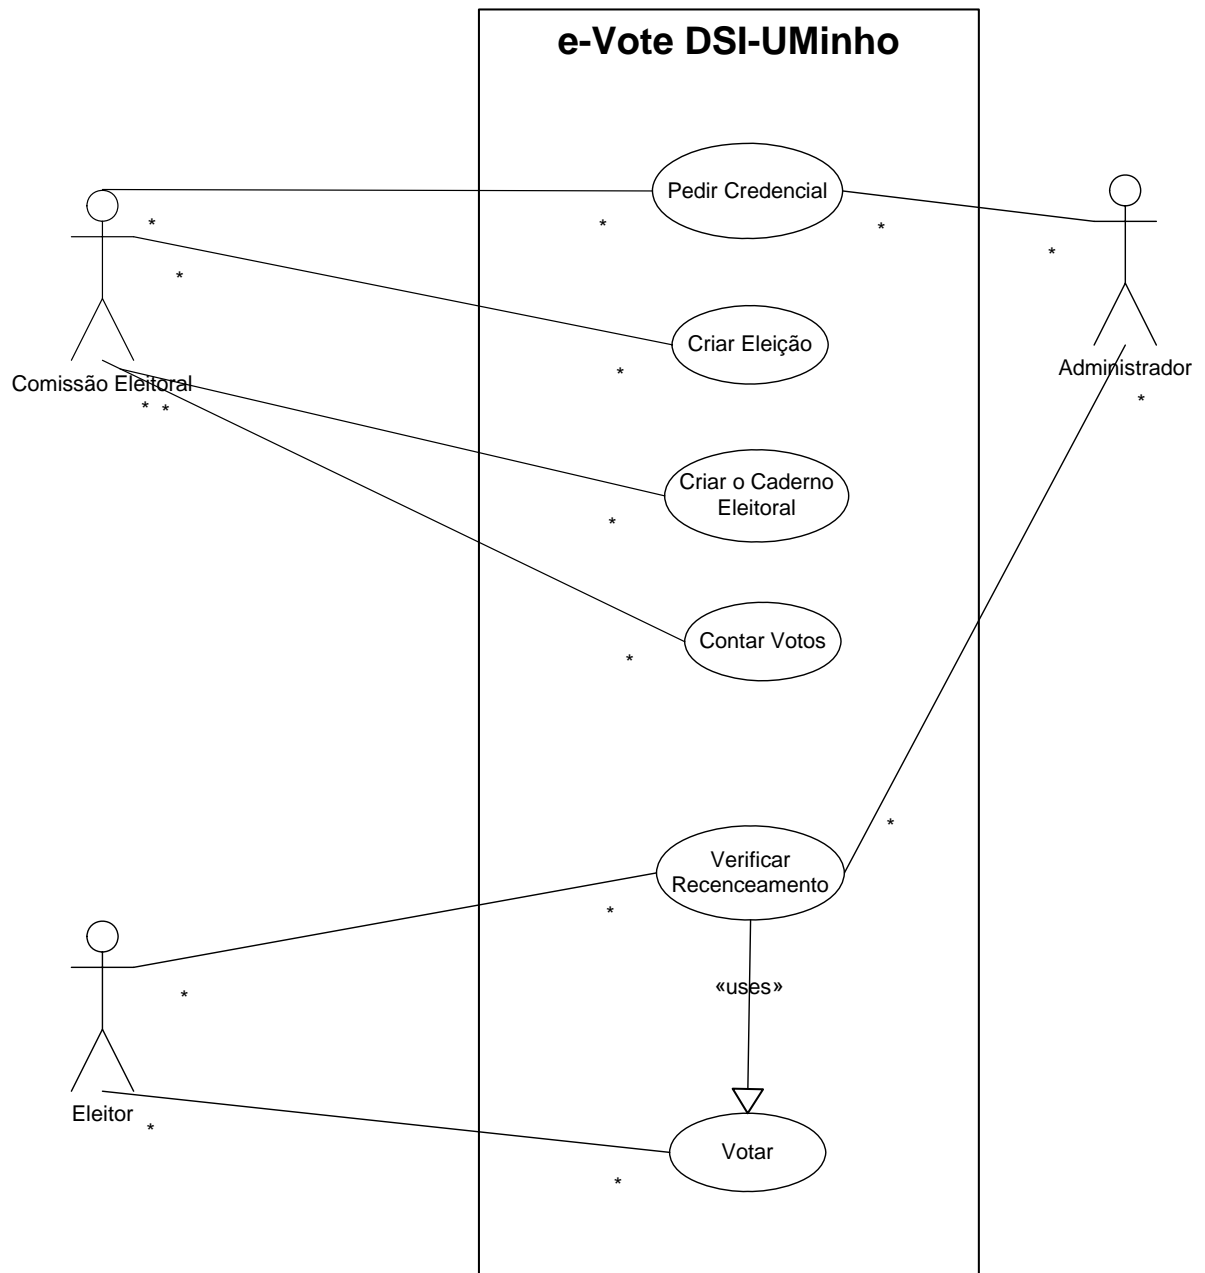 e-Vote DSI-UMinho
Pedir Credencial
*
*
*
*
Criar Eleição
*
*
Comissão Eleitoral
Administrador
*
* *
Criar o Caderno
Eleitoral
*
Contar Votos
*
*
Verificar
Recenceamento
*
*
«uses»
Eleitor
*
Votar
*